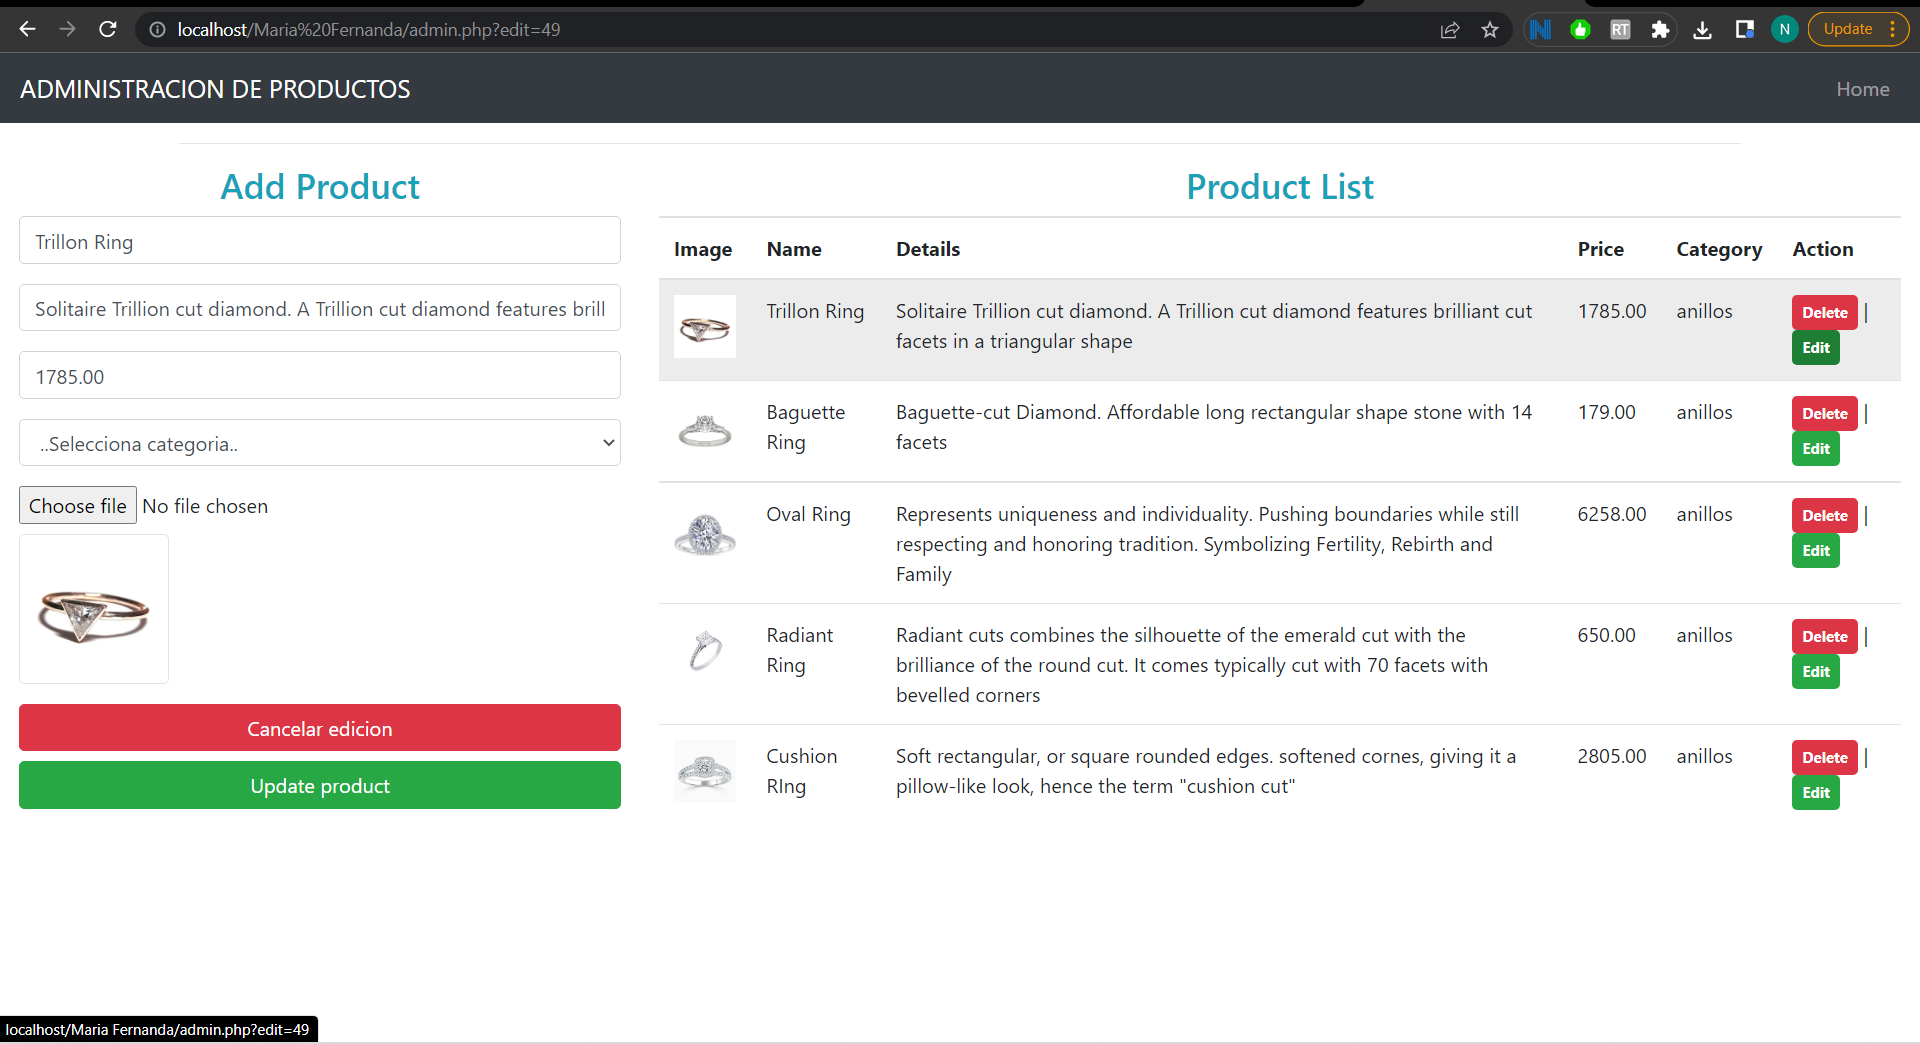 localhost/Maria%20Fernanda/admin.php?edit=49
RT
N
Update
ADMINISTRACION DE PRODUCTOS
Home
Add Product
Trillon Ring
Solitaire Trillion cut diamond. A Trillion cut diamond features brill
1785.00
..Selecciona categoria..
Choose file No file chosen
Cancelar edicion
Update product
Product List
Image Name Details Price Category Action
Trillon Ring Solitaire Trillion cut diamond. A Trillion cut diamond features brilliant cut 1785.00 anillos Delete |
facets in a triangular shape Edit
Baguette Baguette-cut Diamond. Affordable long rectangular shape stone with 14 179.00 anillos Delete |
Ring facets Edit
Oval Ring Represents uniqueness and individuality. Pushing boundaries while still 6258.00 anillos Delete |
respecting and honoring tradition. Symbolizing Fertility, Rebirth and Edit
Family
Radiant Radiant cuts combines the silhouette of the emerald cut with the 650.00 anillos Delete |
Ring brilliance of the round cut. It comes typically cut with 70 facets with Edit
bevelled corners
Cushion Soft rectangular, or square rounded edges. softened cornes, giving it a 2805.00 anillos Delete |
RIng pillow-like look, hence the term "cushion cut" Edit
localhost/Maria Fernanda/admin.php?edit=49